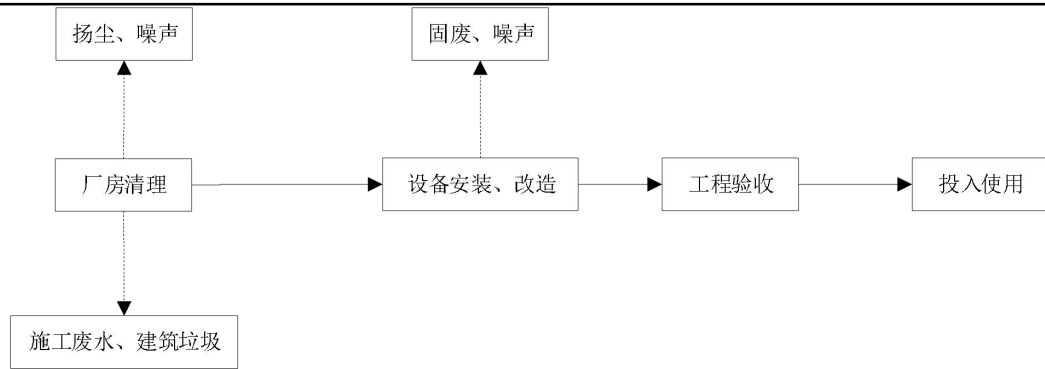 扬尘、噪声
固废、噪声
厂房清理
设备安装、改造
工程验收
投入使用
施工废水、建筑垃圾